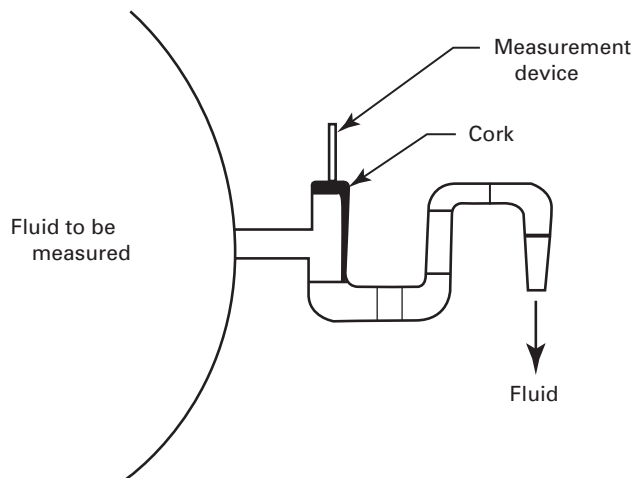 Measurement
device
Cork
Fluid to be
measured
Fluid